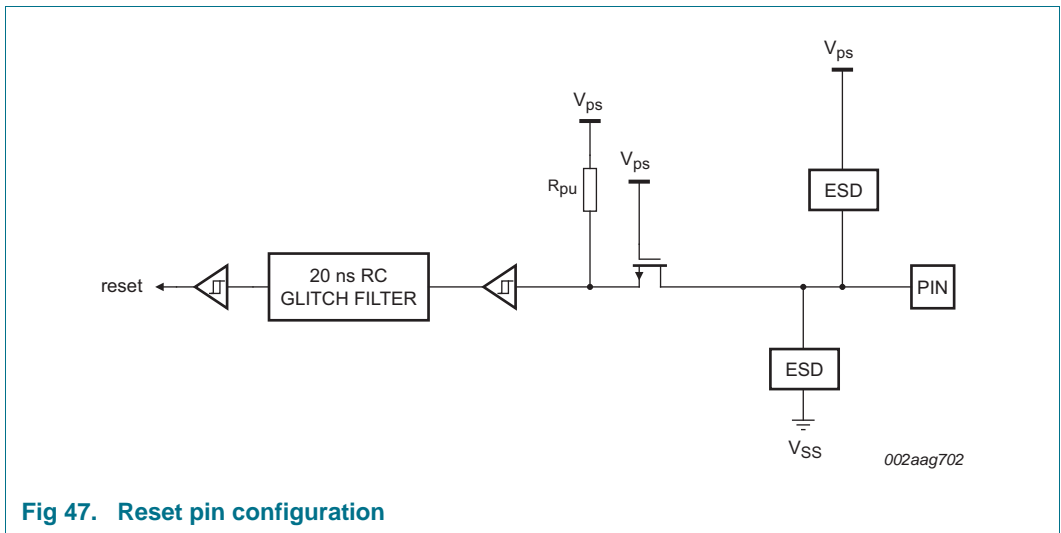 Vps
Vps
Vps
Rpu
ESD
reset
20 ns RC
GLITCH FILTER
PIN
ESD
VSS
002aag702
Fig 47. Reset pin configuration